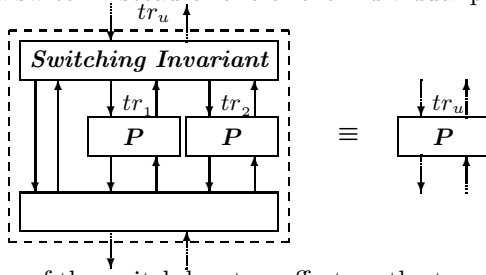 tr_u
Switching Invariant
tr_1 tr_2 tr_u
P P ≡ P